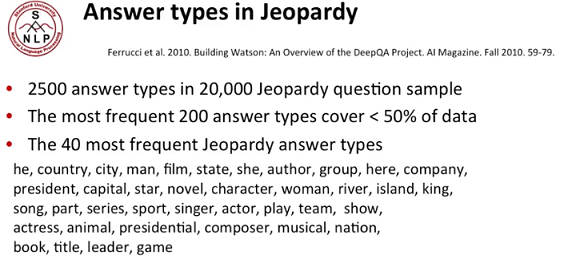 Stanford University
S
N L P
Natural Language Processing
Answer types in Jeopardy
Ferrucci et al. 2010. Building Watson: An Overview of the DeepQA Project. AI Magazine. Fall 2010. 59-79.
• 2500 answer types in 20,000 Jeopardy question sample
• The most frequent 200 answer types cover < 50% of data
• The 40 most frequent Jeopardy answer types
he, country, city, man, film, state, she, author, group, here, company,
president, capital, star, novel, character, woman, river, island, king,
song, part, series, sport, singer, actor, play, team, show,
actress, animal, presidential, composer, musical, nation,
book, title, leader, game